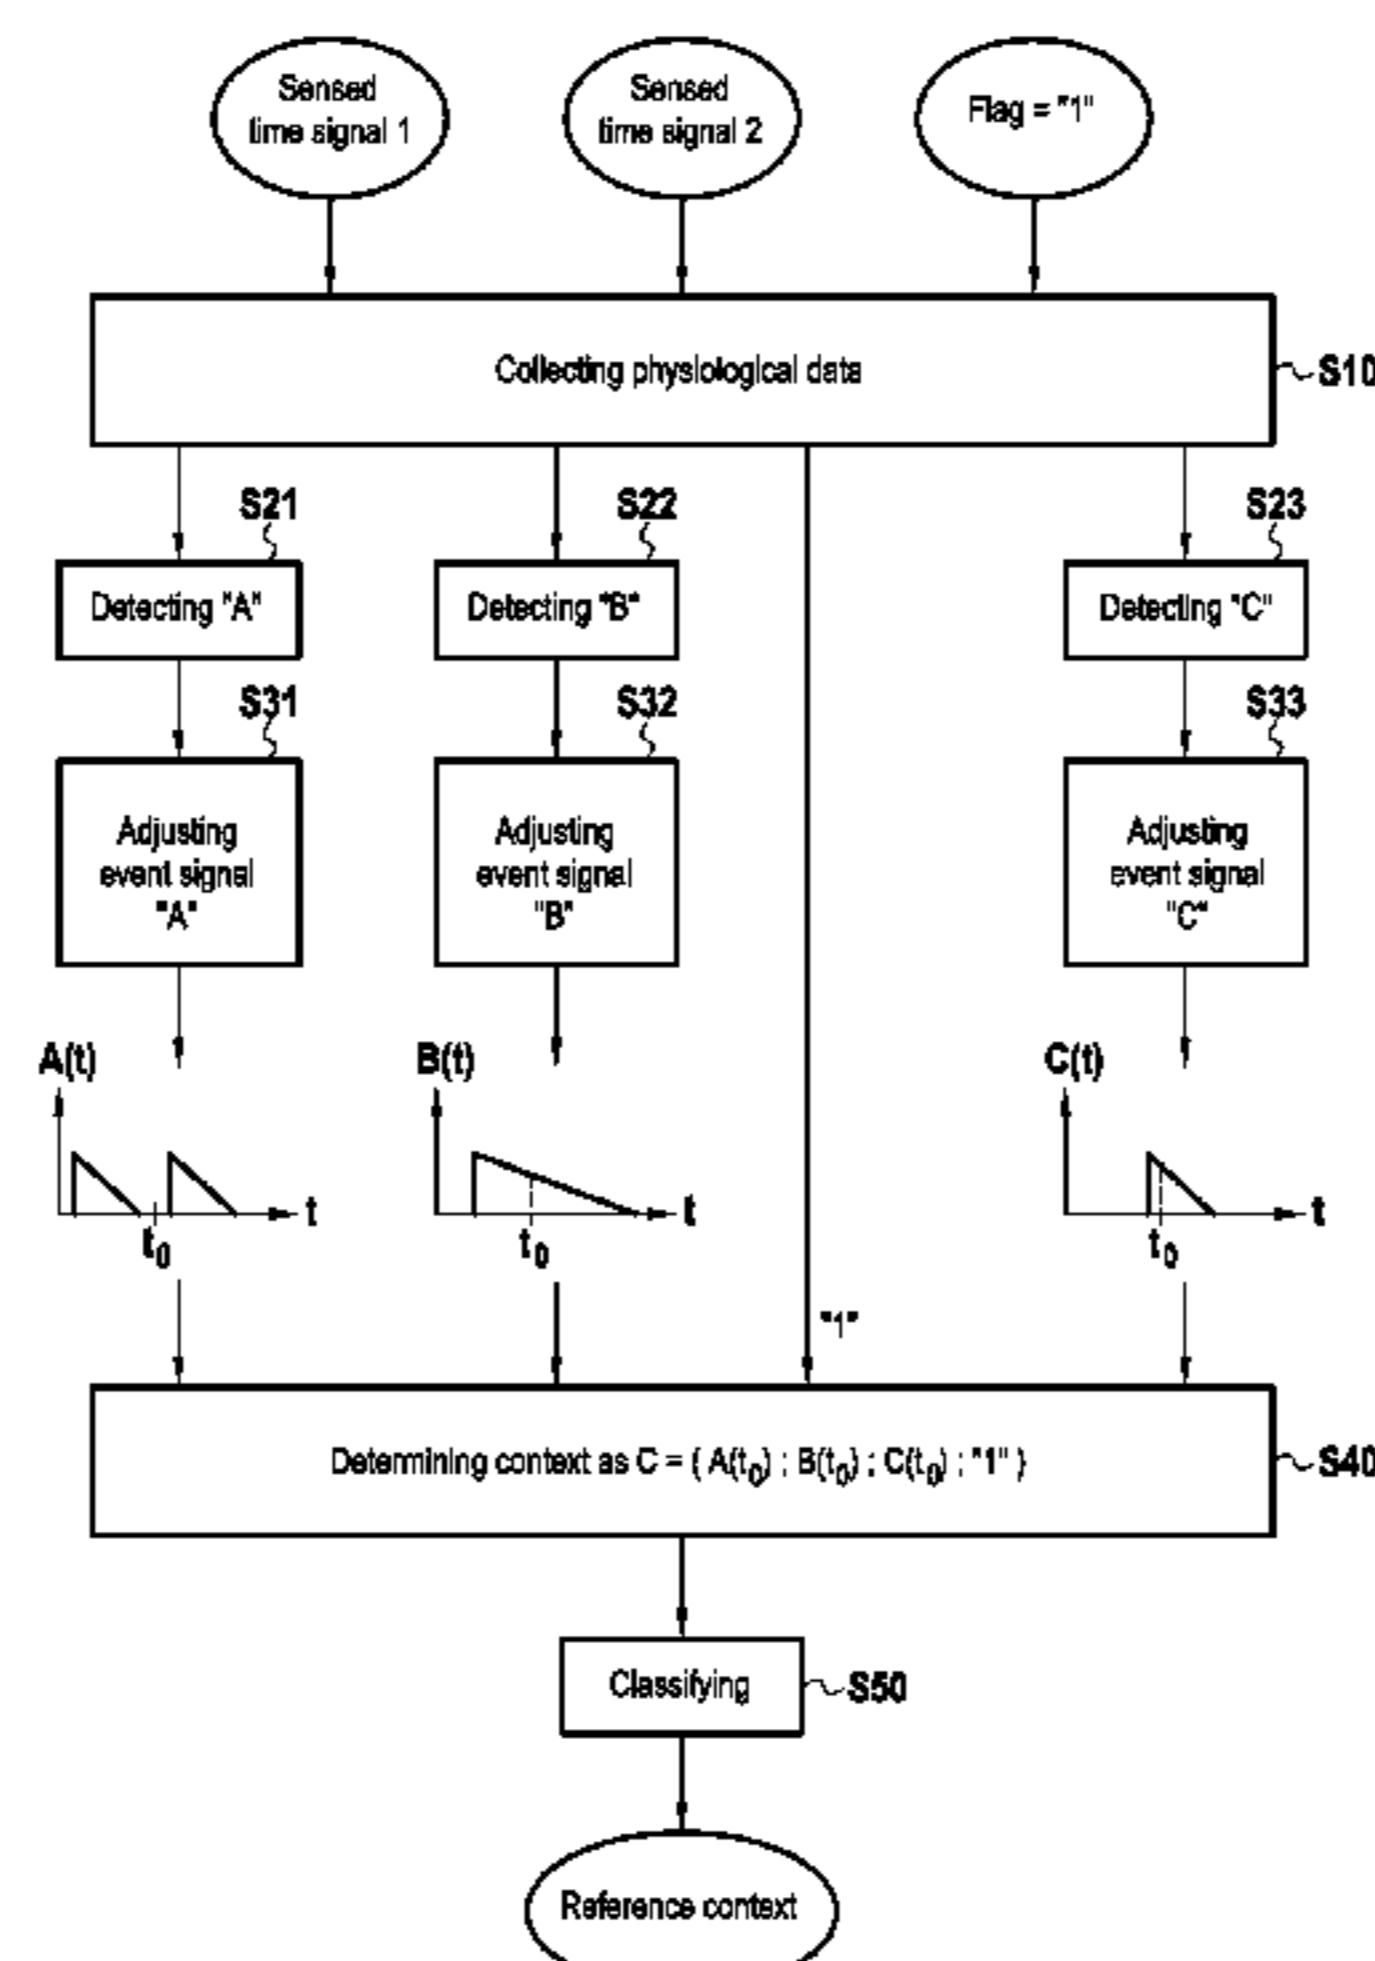 Sensed
time signal 1
Sensed
time signal 2
Flag = "1"
Collecting physiological data
S10
S21
S22
S23
Detecting "A"
Detecting "B"
Detecting "C"
S31
S32
S33
Adjusting
event signal
"A"
Adjusting
event signal
"B"
Adjusting
event signal
"C"
A(t)
B(t)
C(t)
t
t
t
t0
t0
t0
"1"
Determining context as C = ( A(t0) ; B(t0) ; C(t0) ; "1" )
S40
Classifying
S50
Reference context